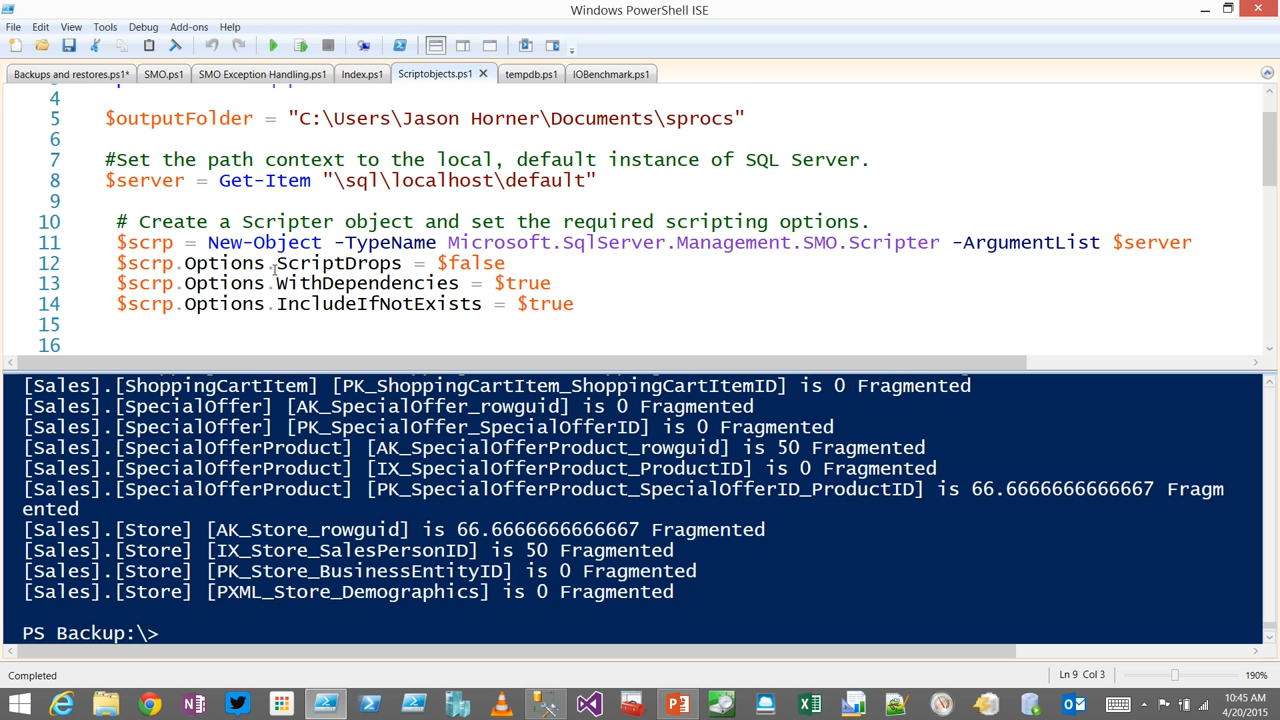 Windows PowerShell ISE
File Edit View Tools Debug Add-ons Help
Backups and restores.ps1* SMO.ps1 SMO Exception Handling.ps1 Index.ps1 Scriptobjects.ps1 tempdb.ps1 IOBenchmark.ps1
4
5 $outputFolder = "C:\Users\Jason Horner\Documents\sprocs"
6
7 #Set the path context to the local, default instance of SQL Server.
8 $server = Get-Item "\sql\localhost\default"
9
10 # Create a Scripter object and set the required scripting options.
11 $scrp = New-Object -TypeName Microsoft.SqlServer.Management.SMO.Scripter -ArgumentList $server
12 $scrp.Options.ScriptDrops = $false
13 $scrp.Options.WithDependencies = $true
14 $scrp.Options.IncludeIfNotExists = $true
15
16
[Sales].[ShoppingCartItem] [PK_ShoppingCartItem_ShoppingCartItemID] is 0 Fragmented
[Sales].[SpecialOffer] [AK_SpecialOffer_rowguid] is 0 Fragmented
[Sales].[SpecialOffer] [PK_SpecialOffer_SpecialOfferID] is 0 Fragmented
[Sales].[SpecialOfferProduct] [AK_SpecialOfferProduct_rowguid] is 50 Fragmented
[Sales].[SpecialOfferProduct] [IX_SpecialOfferProduct_ProductID] is 0 Fragmented
[Sales].[SpecialOfferProduct] [PK_SpecialOfferProduct_SpecialOfferID_ProductID] is 66.6666666666667 Fragm
ented
[Sales].[Store] [AK_Store_rowguid] is 66.6666666666667 Fragmented
[Sales].[Store] [IX_Store_SalesPersonID] is 50 Fragmented
[Sales].[Store] [PK_Store_BusinessEntityID] is 0 Fragmented
[Sales].[Store] [PXML_Store_Demographics] is 0 Fragmented
PS Backup:\>
Completed Ln 9 Col 3 190%
10:45 AM
4/20/2015